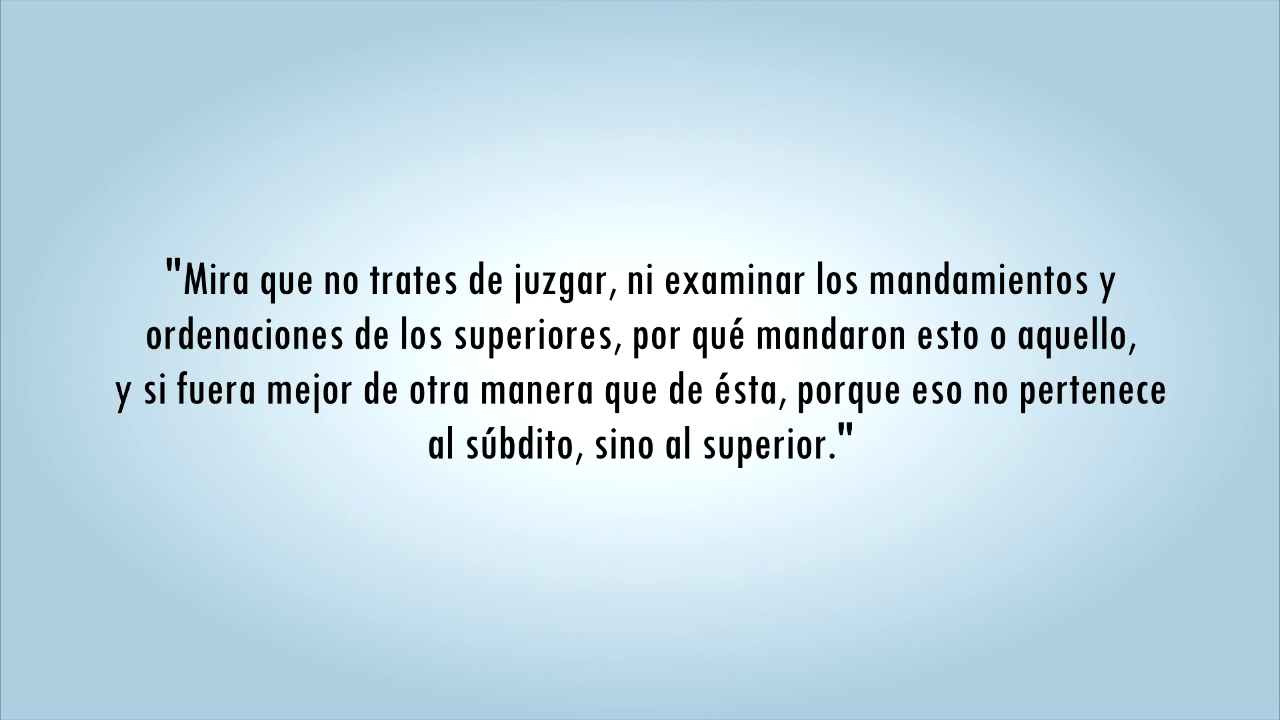 "Mira que no trates de juzgar, ni examinar los mandamientos y
ordenaciones de los superiores, por qué mandaron esto o aquello,
y si fuera mejor de otra manera que de ésta, porque eso no pertenece
al súbdito, sino al superior."